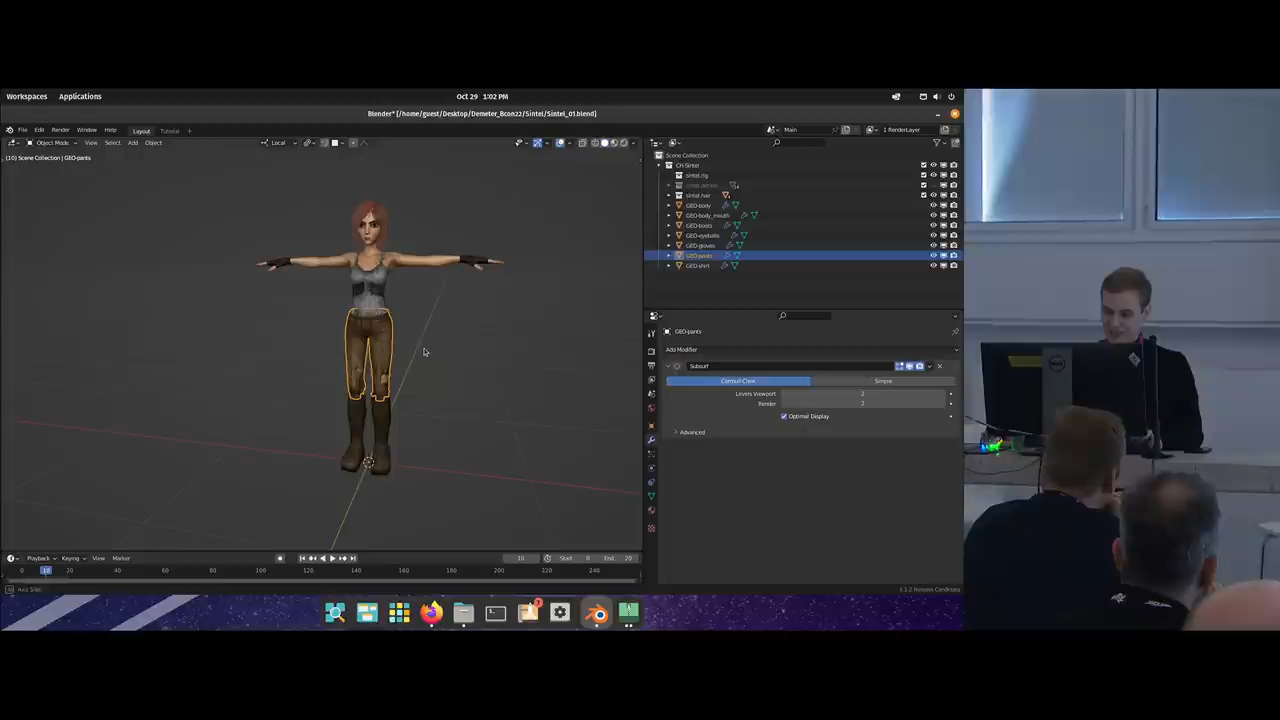 Workspaces Applications Oct 29 1:02 PM
Blender* [/home/guest/Desktop/Demeter_Bcon22/Sintel/Sintel_01.blend]
File Edit Render Window Help Layout Tutorial Main 1 RenderLayer
Object Mode View Select Add Object Local
(10) Scene Collection | GEO-pants
Scene Collection
CH-Sintel
sintel.rig
sintel.hair
GEO-body
GEO-body_mouth
GEO-boots
GEO-eyeballs
GEO-gloves
GEO-pants
GEO-shirt
GEO-pants
Add Modifier
Subsurf
Catmull-Clark Simple
Levels Viewport 2
Render 2
Optimal Display
Advanced
Playback Keying View Marker 10 Start 0 End 20
0 10 20 40 60 80 100 120 140 160 180 200 220 240
Release Candidate
DELL